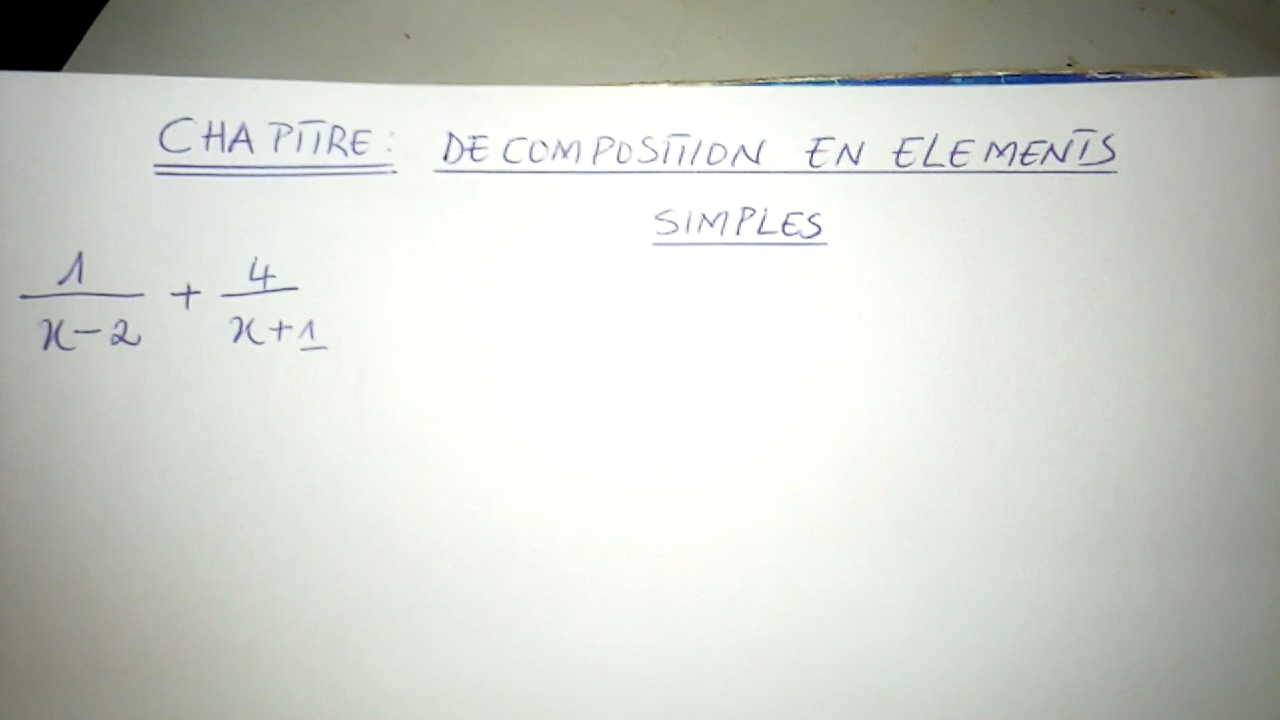 CHAPITRE: DECOMPOSITION EN ELEMENTS
SIMPLES
1/(x-2) + 4/(x+1)